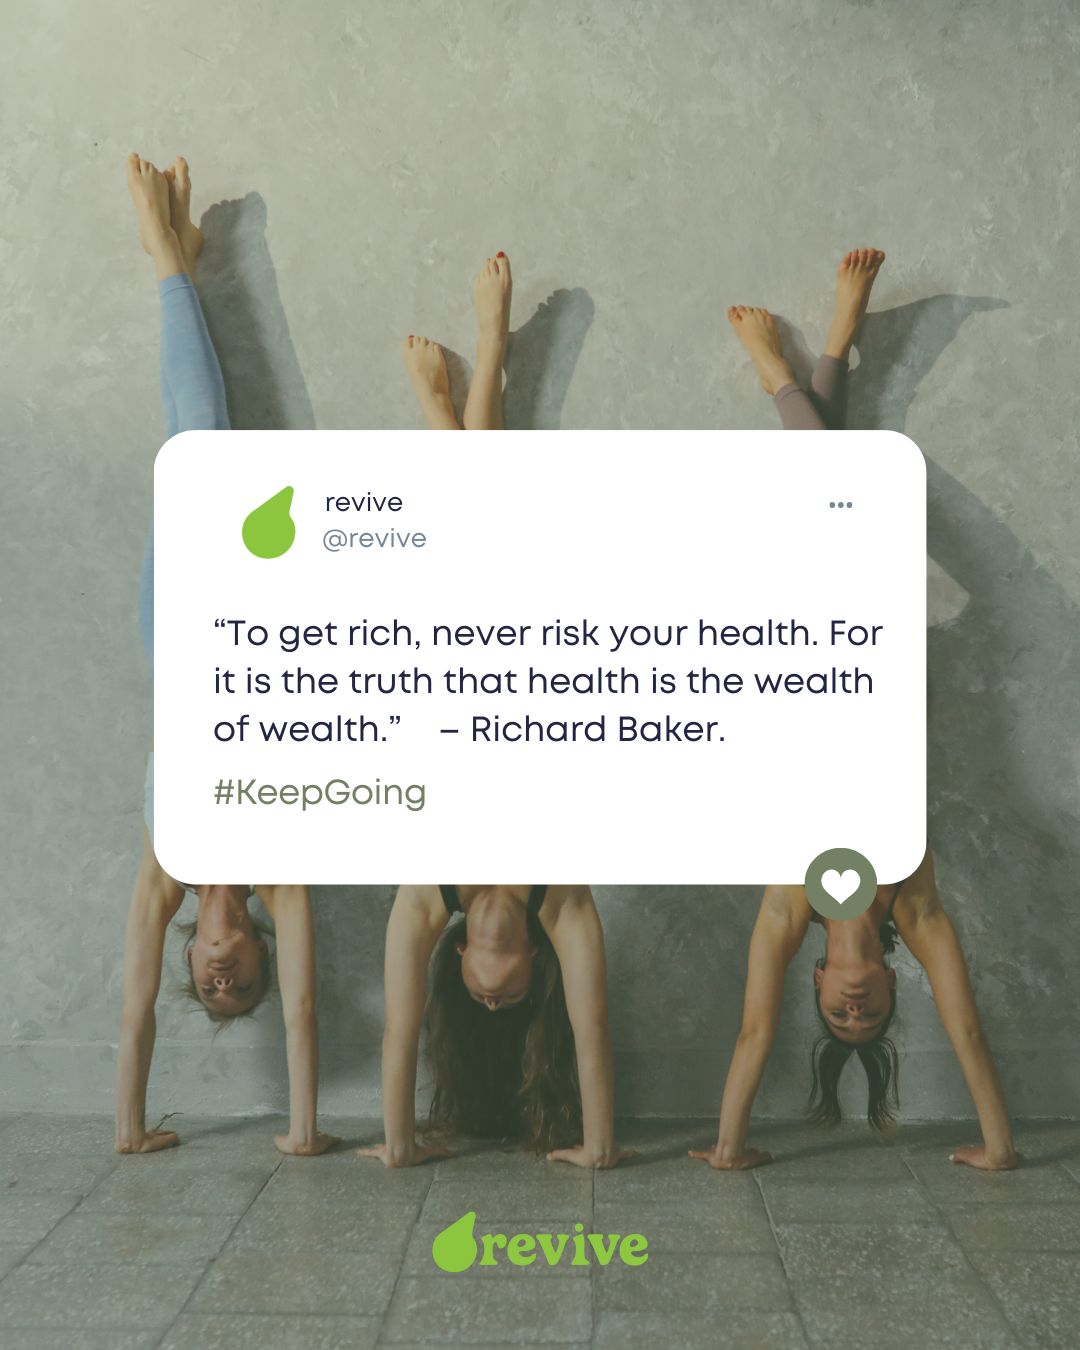 revive
@revive
“To get rich, never risk your health. For
it is the truth that health is the wealth
of wealth.” – Richard Baker.
#KeepGoing
revive